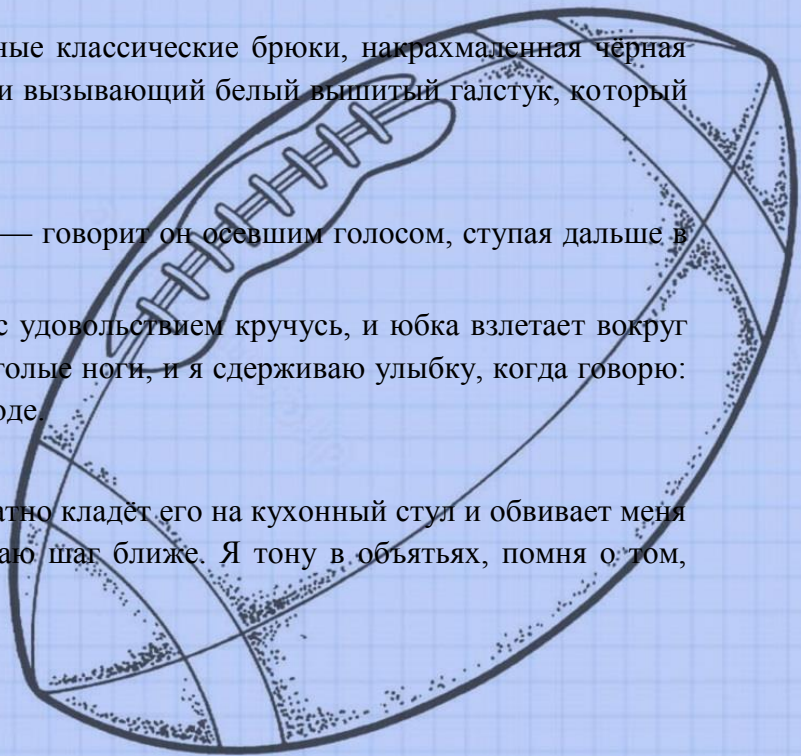 ные классические брюки, накрахмаленная чёрная
и вызывающий белый вышитый галстук, который
— говорит он осевшим голосом, ступая дальше в
с удовольствием кручусь, и юбка взлетает вокруг
голые ноги, и я сдерживаю улыбку, когда говорю:
оде.
атно кладёт его на кухонный стул и обвивает меня
аю шаг ближе. Я тону в объятьях, помня о том,